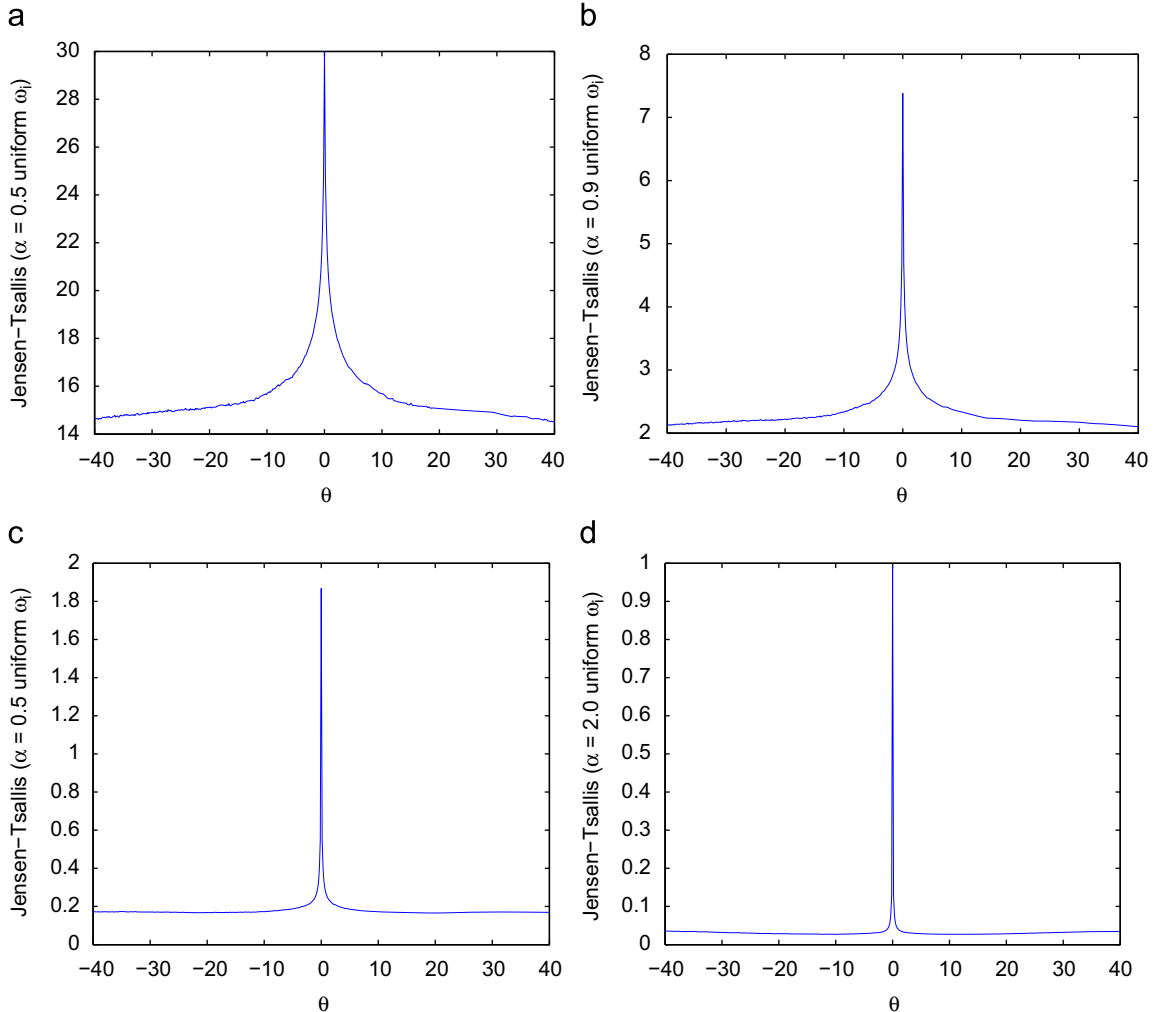 a
Jensen−Tsallis (α = 0.5 uniform ωi)
30
28
26
24
22
20
18
16
14
−40 −30 −20 −10 0 10 20 30 40
θ
b
Jensen−Tsallis (α = 0.9 uniform ωi)
8
7
6
5
4
3
2
−40 −30 −20 −10 0 10 20 30 40
θ
c
Jensen−Tsallis (α = 0.5 uniform ωi)
2
1.8
1.6
1.4
1.2
1
0.8
0.6
0.4
0.2
0
−40 −30 −20 −10 0 10 20 30 40
θ
d
Jensen−Tsallis (α = 2.0 uniform ωi)
1
0.9
0.8
0.7
0.6
0.5
0.4
0.3
0.2
0.1
0
−40 −30 −20 −10 0 10 20 30 40
θ